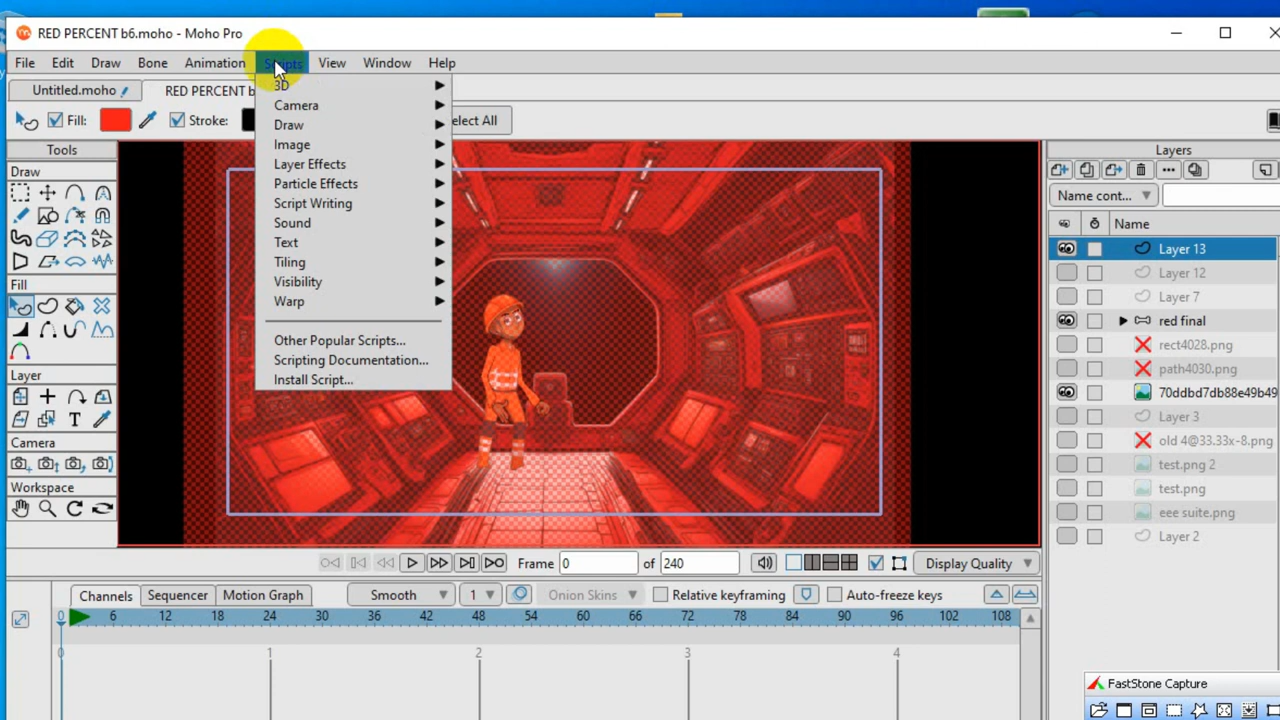 RED PERCENT b6.moho - Moho Pro
File Edit Draw Bone Animation Scripts View Window Help
Untitled.moho RED PERCENT b
Fill: Stroke: elect All
Tools
Draw
Fill
Layer
Camera
Workspace
3D
Camera
Draw
Image
Layer Effects
Particle Effects
Script Writing
Sound
Text
Tiling
Visibility
Warp
Other Popular Scripts...
Scripting Documentation...
Install Script...
Layers
Name cont...
Name
Layer 13
Layer 12
Layer 7
red final
rect4028.png
path4030.png
70ddbd7db88e49b49
Layer 3
old 4@33.33x-8.png
test.png 2
test.png
eee suite.png
Layer 2
Frame 0 of 240 Display Quality
Channels Sequencer Motion Graph Smooth 1 Onion Skins Relative keyframing Auto-freeze keys
0 6 12 18 24 30 36 42 48 54 60 66 72 78 84 90 96 102 108
0 1 2 3 4
FastStone Capture